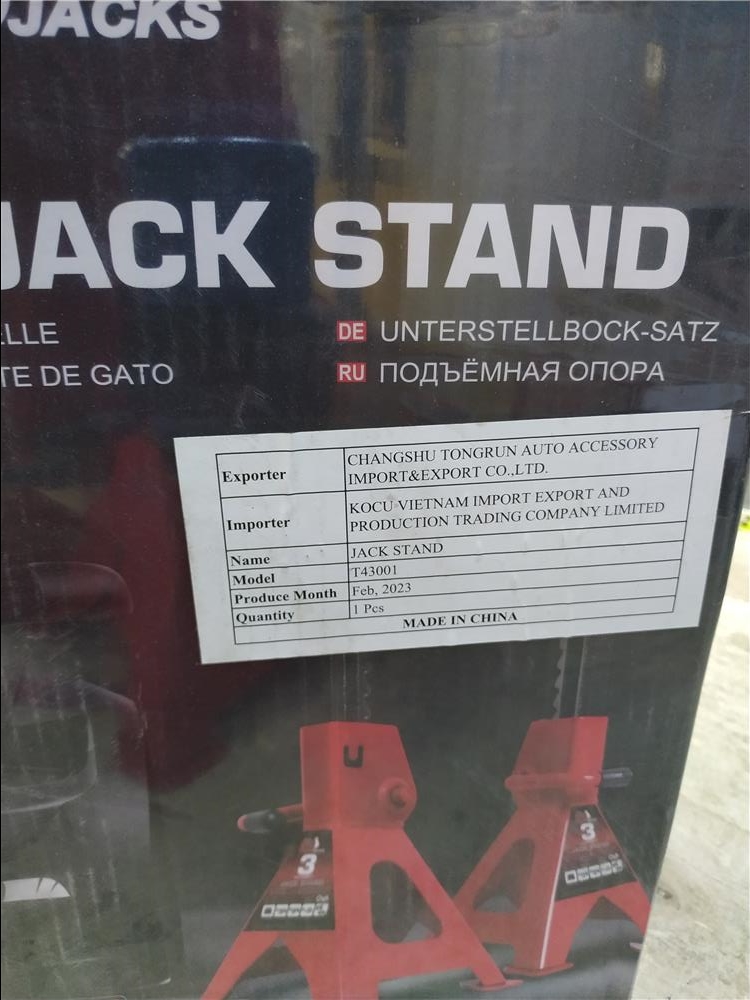 JACKS
JACK STAND
DE UNTERSTELLBOCK-SATZ
RU ПОДЪЁМНАЯ ОПОРА
DE GATO
Exporter CHANGSHU TONGRUN AUTO ACCESSORY
IMPORT&EXPORT CO.,LTD.
Importer KOCU VIETNAM IMPORT EXPORT AND
PRODUCTION TRADING COMPANY LIMITED
Name JACK STAND
Model T43001
Produce Month Feb, 2023
Quantity 1 Pcs
MADE IN CHINA
3
3